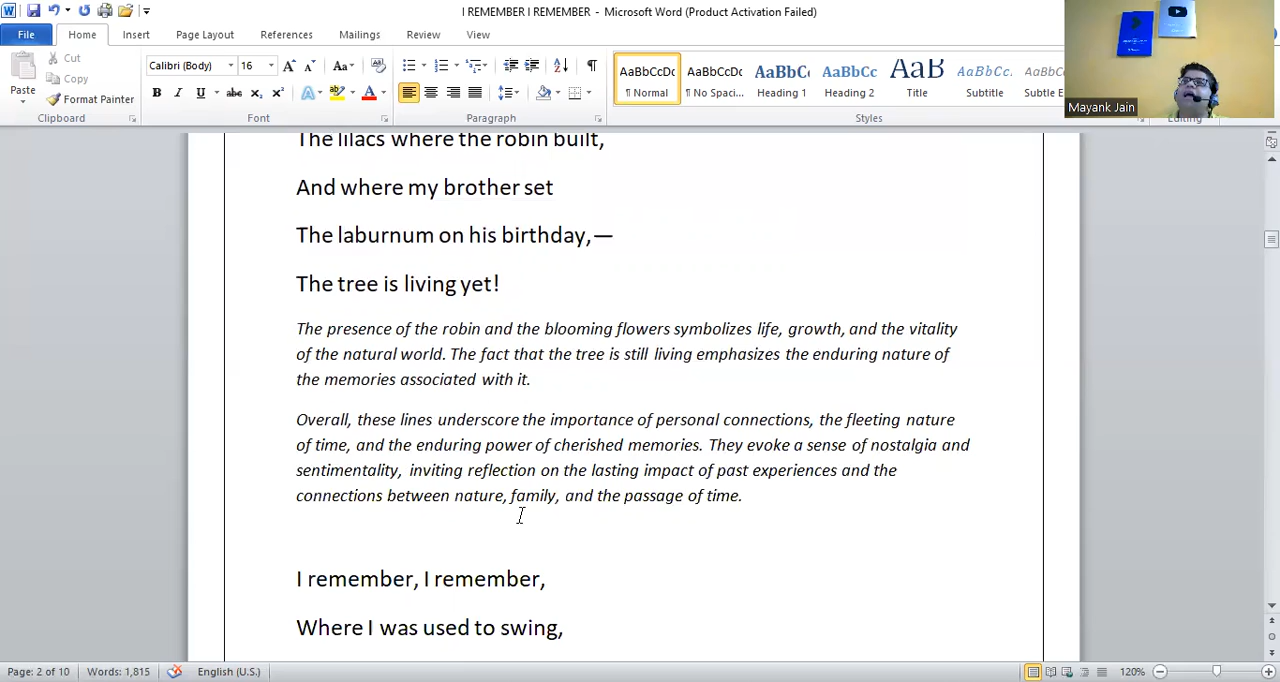 I REMEMBER I REMEMBER - Microsoft Word (Product Activation Failed)
File Home Insert Page Layout References Mailings Review View
Cut
Copy
Paste
Format Painter
Calibri (Body) 16
AaBbCcDc AaBbCcDc AaBbC AaBbCc AaB AaBbCc. AaBbCcD
¶ Normal ¶ No Spaci... Heading 1 Heading 2 Title Subtitle Subtle E
Clipboard Font Paragraph Styles Editing
Mayank Jain
The lilacs where the robin built,
And where my brother set
The laburnum on his birthday,—
The tree is living yet!
The presence of the robin and the blooming flowers symbolizes life, growth, and the vitality
of the natural world. The fact that the tree is still living emphasizes the enduring nature of
the memories associated with it.
Overall, these lines underscore the importance of personal connections, the fleeting nature
of time, and the enduring power of cherished memories. They evoke a sense of nostalgia and
sentimentality, inviting reflection on the lasting impact of past experiences and the
connections between nature, family, and the passage of time.
I remember, I remember,
Where I was used to swing,
Page: 2 of 10 Words: 1,815 English (U.S.) 120%